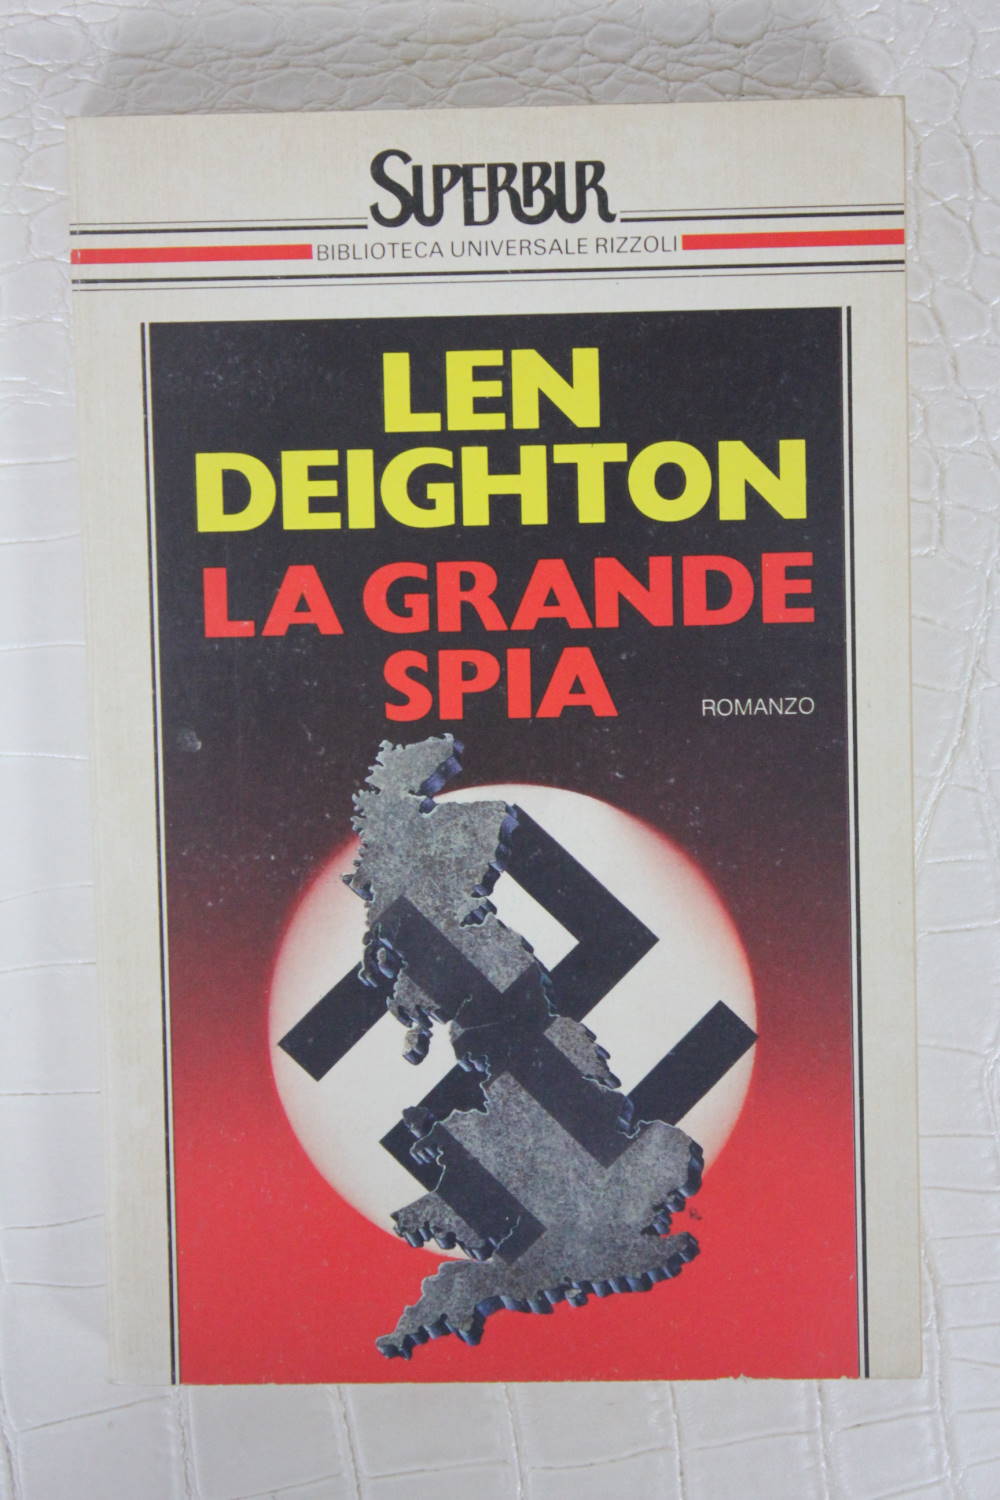 SUPERBUR
BIBLIOTECA UNIVERSALE RIZZOLI
LEN
DEIGHTON
LA GRANDE
SPIA
ROMANZO